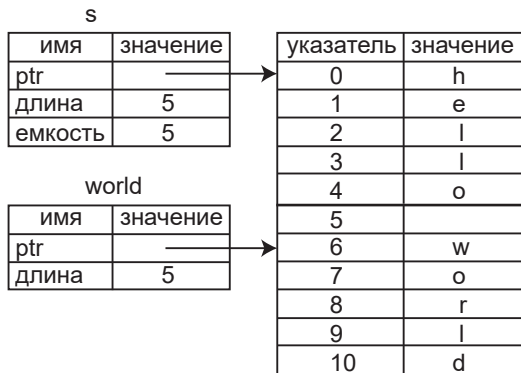 s
имя значение
ptr
длина 5
емкость 5
world
имя значение
ptr
длина 5
указатель значение
0 h
1 e
2 l
3 l
4 o
5
6 w
7 o
8 r
9 l
10 d